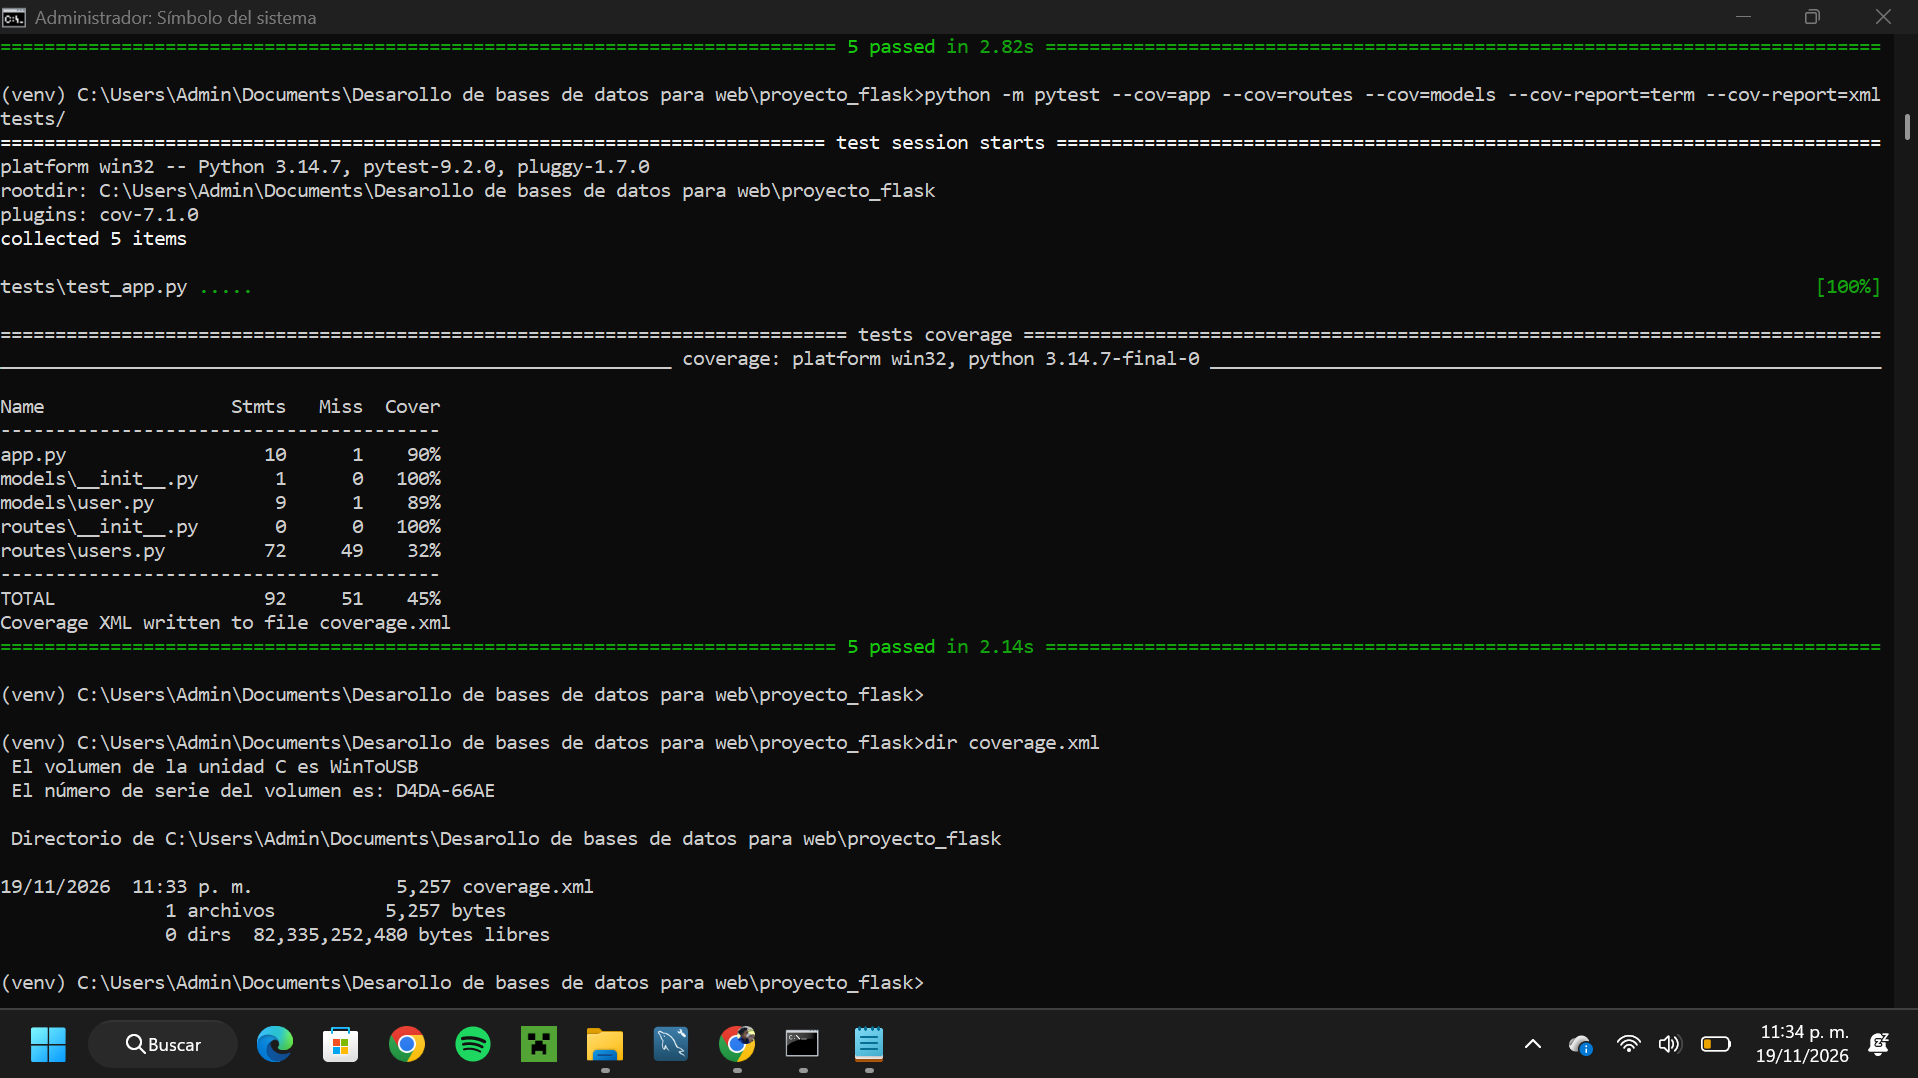 Administrador: Símbolo del sistema
============================================================================ 5 passed in 2.82s ============================================================================
(venv) C:\Users\Admin\Documents\Desarollo de bases de datos para web\proyecto_flask>python -m pytest --cov=app --cov=routes --cov=models --cov-report=term --cov-report=xml
tests/
=========================================================================== test session starts ===========================================================================
platform win32 -- Python 3.14.7, pytest-9.2.0, pluggy-1.7.0
rootdir: C:\Users\Admin\Documents\Desarollo de bases de datos para web\proyecto_flask
plugins: cov-7.1.0
collected 5 items
tests\test_app.py ..... [100%]
============================================================================= tests coverage ==============================================================================
_____________________________________________________________ coverage: platform win32, python 3.14.7-final-0 _____________________________________________________________
Name                 Stmts   Miss  Cover
----------------------------------------
app.py                  10      1    90%
models\__init__.py       1      0   100%
models\user.py           9      1    89%
routes\__init__.py       0      0   100%
routes\users.py         72     49    32%
----------------------------------------
TOTAL                   92     51    45%
Coverage XML written to file coverage.xml
============================================================================ 5 passed in 2.14s ============================================================================
(venv) C:\Users\Admin\Documents\Desarollo de bases de datos para web\proyecto_flask>
(venv) C:\Users\Admin\Documents\Desarollo de bases de datos para web\proyecto_flask>dir coverage.xml
El volumen de la unidad C es WinToUSB
El número de serie del volumen es: D4DA-66AE
Directorio de C:\Users\Admin\Documents\Desarollo de bases de datos para web\proyecto_flask
19/11/2026  11:33 p. m.             5,257 coverage.xml
1 archivos          5,257 bytes
0 dirs  82,335,252,480 bytes libres
(venv) C:\Users\Admin\Documents\Desarollo de bases de datos para web\proyecto_flask>
Buscar
11:34 p. m.
19/11/2026